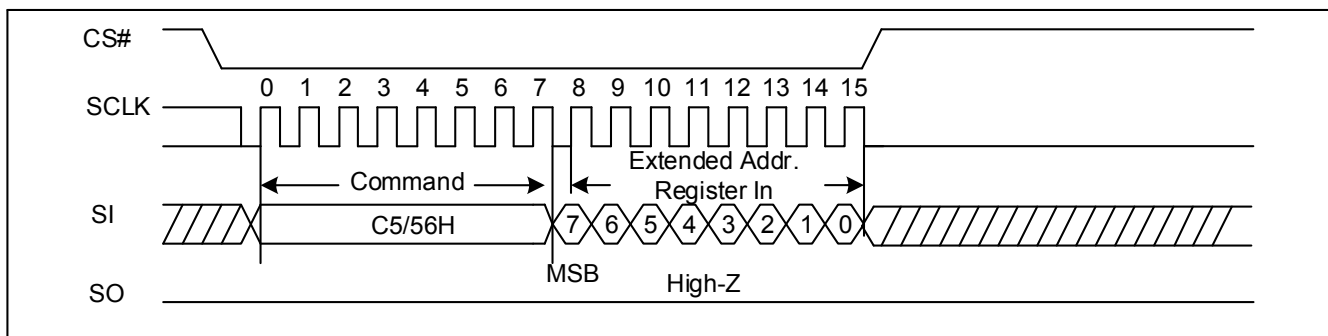 CS#
0 1 2 3 4 5 6 7 8 9 10 11 12 13 14 15
SCLK
Command
Extended Addr.
Register In
SI
C5/56H
7 6 5 4 3 2 1 0
MSB
High-Z
SO